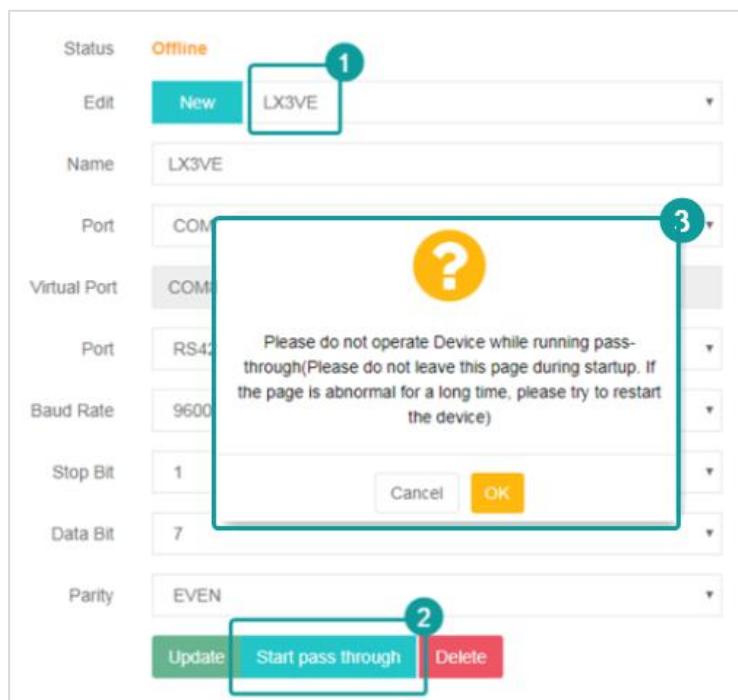 Status Offline
1
Edit New LX3VE
Name LX3VE
3
Port COM
Virtual Port COM
Please do not operate Device while running pass-
Port RS42
through(Please do not leave this page during startup. If
the page is abnormal for a long time, please try to restart
Baud Rate 9600
the device)
Stop Bit 1
Cancel OK
Data Bit 7
Parity EVEN
2
Update Start pass through Delete